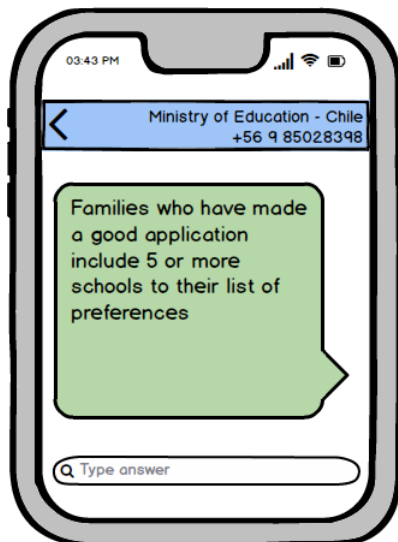 03:43 PM
Ministry of Education - Chile
+56 9 85028398
Families who have made
a good application
include 5 or more
schools to their list of
preferences
Type answer